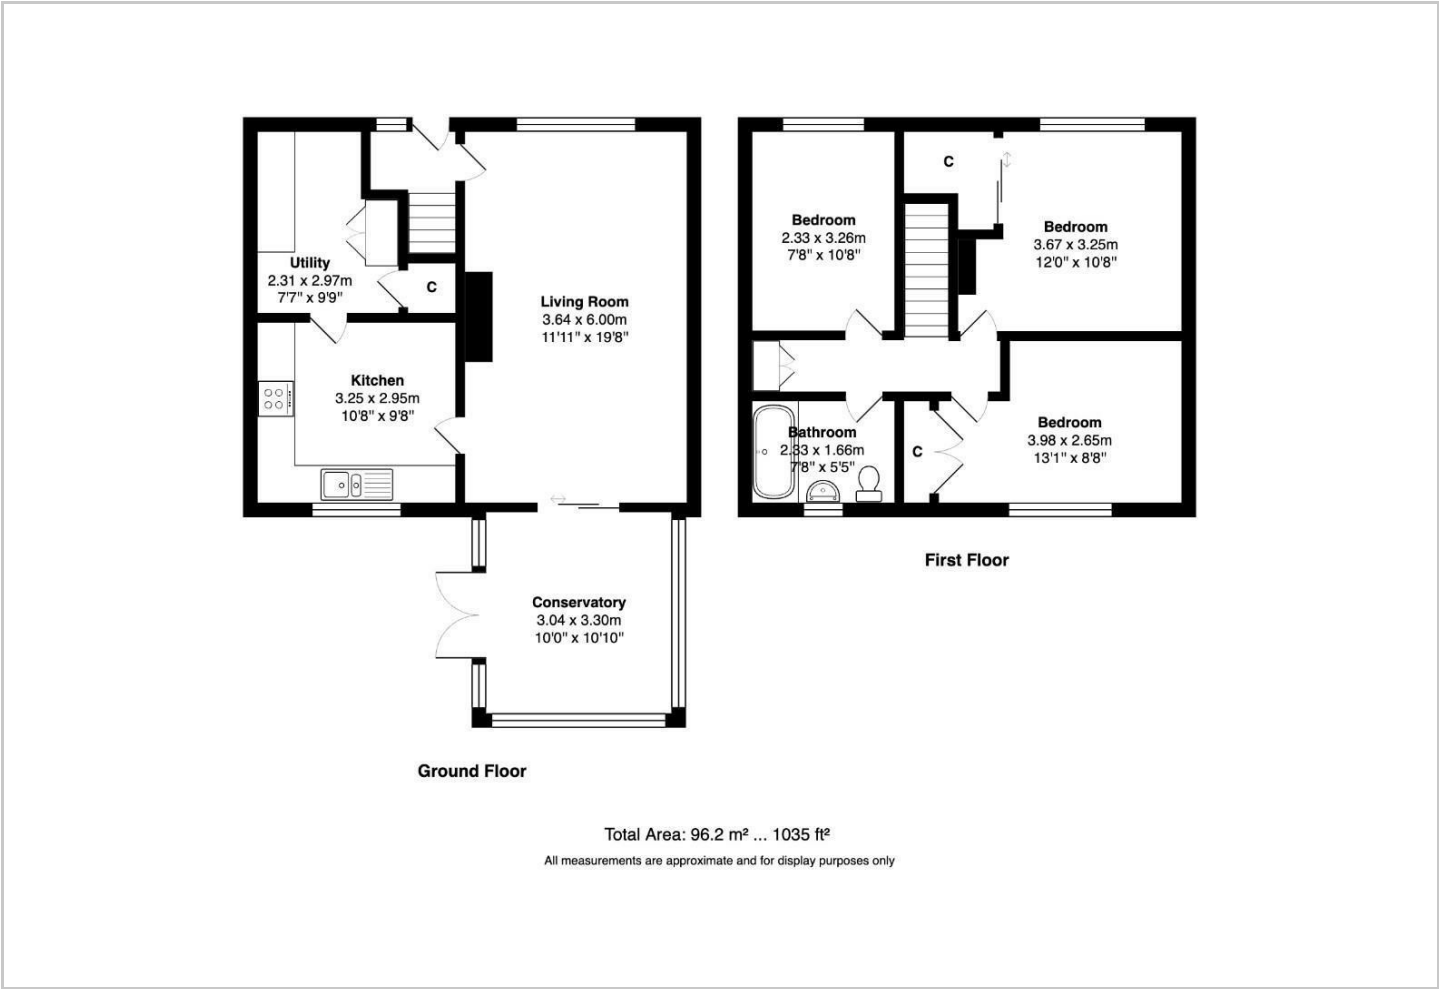 Utility
2.31 x 2.97m
7'7" x 9'9"
C
Living Room
3.64 x 6.00m
11'11" x 19'8"
Kitchen
3.25 x 2.95m
10'8" x 9'8"
Conservatory
3.04 x 3.30m
10'0" x 10'10"
Ground Floor
Bedroom
2.33 x 3.26m
7'8" x 10'8"
C
Bedroom
3.67 x 3.25m
12'0" x 10'8"
Bathroom
2.33 x 1.66m
7'8" x 5'5"
C
Bedroom
3.98 x 2.65m
13'1" x 8'8"
First Floor
Total Area: 96.2 m² ... 1035 ft²
All measurements are approximate and for display purposes only